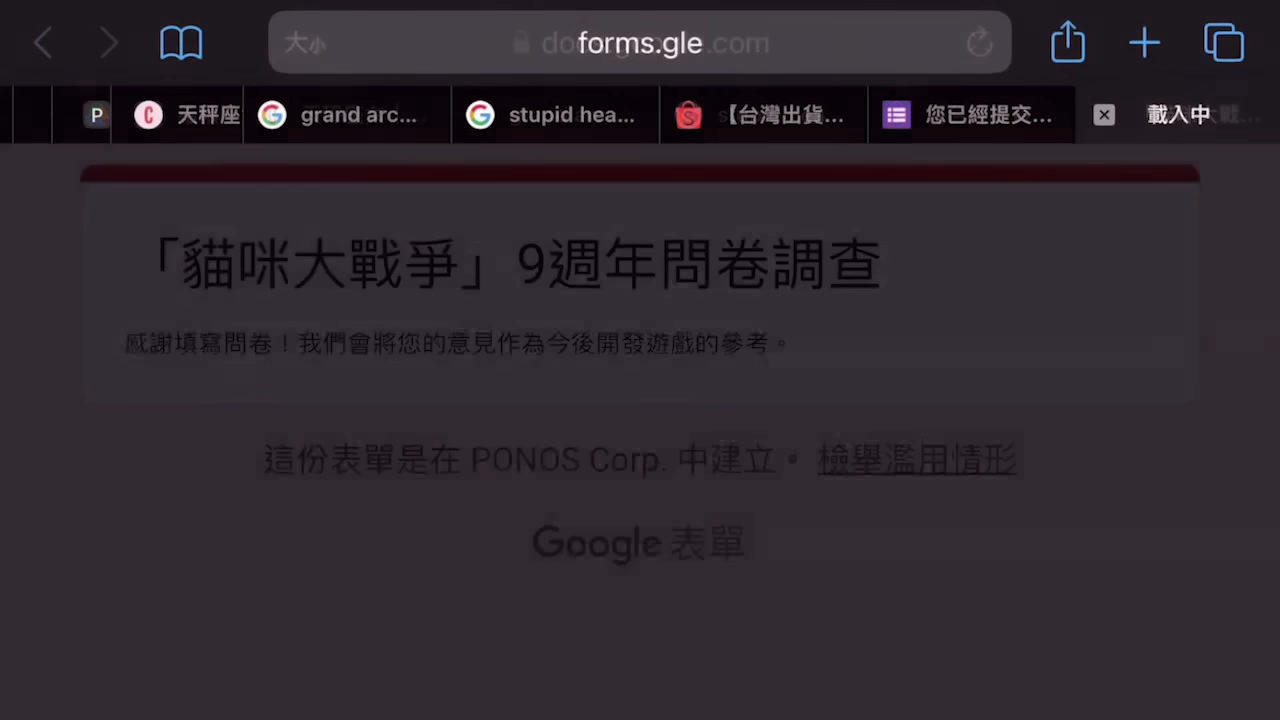 大小 forms.gle
P 天秤座 grand arc... stupid hea... 【台灣出貨... 您已經提交... 載入中
「貓咪大戰爭」9週年問卷調查
感謝填寫問卷！我們會將您的意見作為今後開發遊戲的參考。
這份表單是在 PONOS Corp. 中建立。 檢舉濫用情形
Google 表單